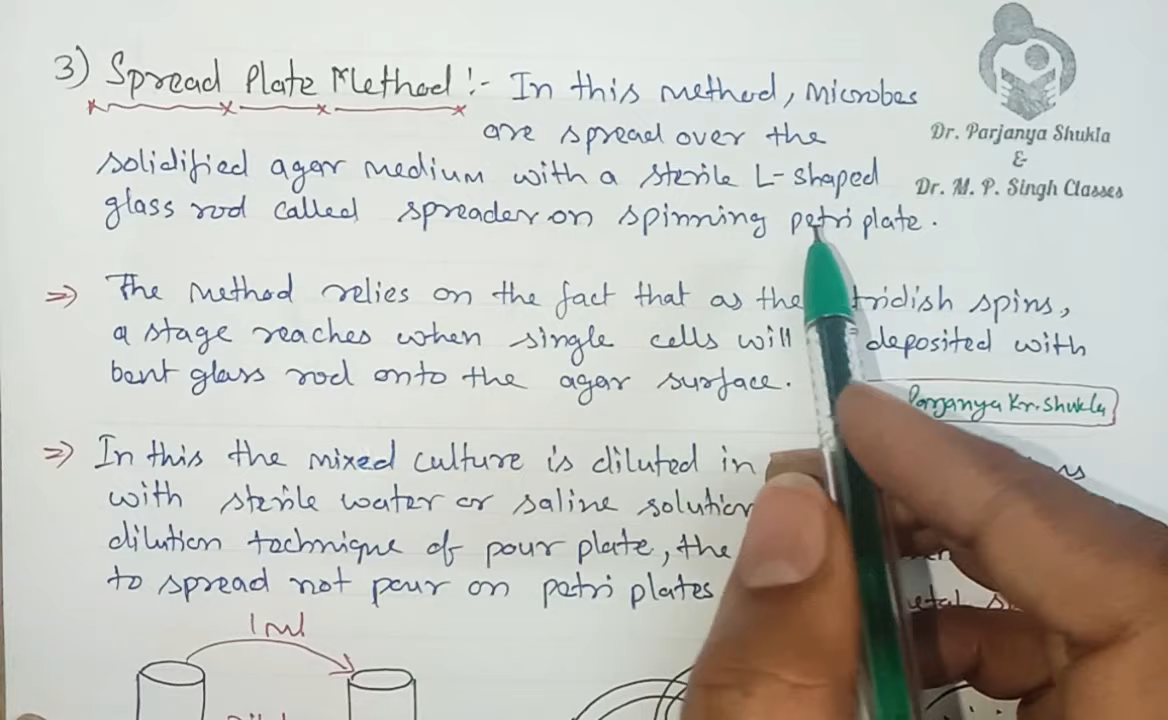 3) Spread Plate Method :- In this method, microbes
are spread over the
solidified agar medium with a sterile L-shaped
glass rod called spreader on spinning petri plate.
Dr. Parjanya Shukla
&
Dr. M. P. Singh Classes
⇒ The method relies on the fact that as the tridish spins,
a stage reaches when single cells will deposited with
bent glass rod onto the agar surface.
Parjanya Kr. Shukla
⇒ In this the mixed culture is diluted in
with sterile water or saline solution
dilution technique of pour plate, the
to spread not pour on petri plates
1 ml